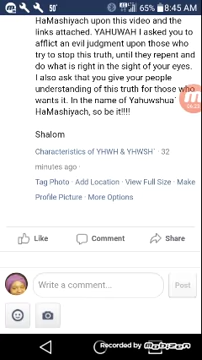 50°
65% 8:45 AM
HaMashiyach upon this video and the
links attached. YAHUWAH I asked you to
afflict an evil judgment upon those who
try to stop this truth, until they repent and
do what is right in the sight of your eyes.
I also ask that you give your people
understanding of this truth for those who
wants it. In the name of Yahuwshua`
HaMashiyach, so be it!!!!
Shalom
Characteristics of YHWH & YHWSH` · 32
minutes ago ·
Tag Photo · Add Location · View Full Size · Make
Profile Picture · More Options
Like
Comment
Share
Write a comment...
Post
Recorded by Mobizen